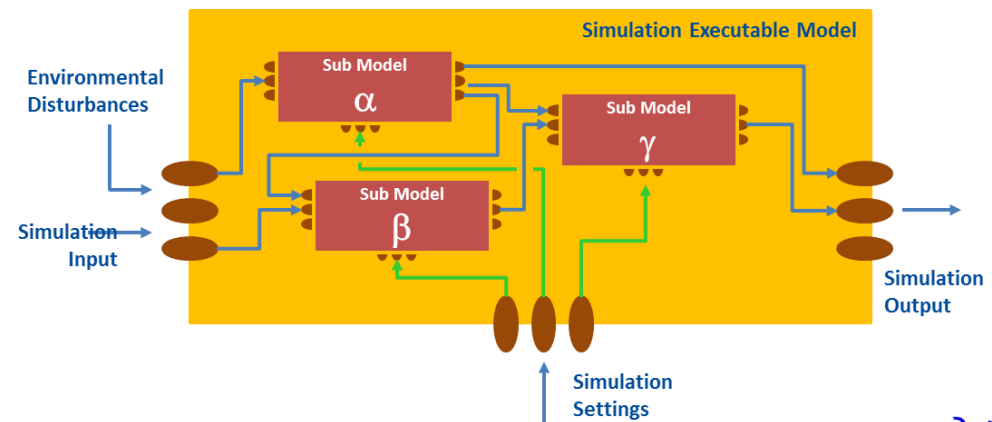 Simulation Executable Model
Environmental
Disturbances
Sub Model
α
Sub Model
γ
Sub Model
β
Simulation
Input
Simulation
Output
Simulation
Settings